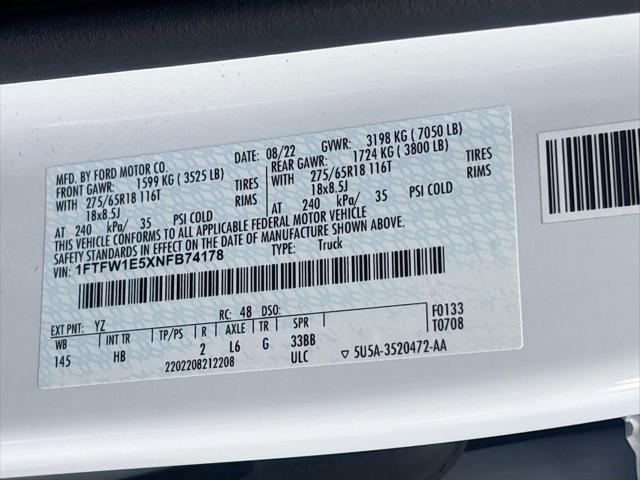 MFD. BY FORD MOTOR CO.
DATE: 08/22 GVWR: 3198 KG ( 7050 LB)
FRONT GAWR: 1599 KG ( 3525 LB) REAR GAWR: 1724 KG ( 3800 LB)
WITH 275/65R18 116T TIRES WITH 275/65R18 116T TIRES
18x8.5J RIMS 18x8.5J RIMS
AT 240 kPa/ 35 PSI COLD AT 240 kPa/ 35 PSI COLD
THIS VEHICLE CONFORMS TO ALL APPLICABLE FEDERAL MOTOR VEHICLE
SAFETY STANDARDS IN EFFECT ON THE DATE OF MANUFACTURE SHOWN ABOVE.
VIN: 1FTFW1E5XNFB74178 TYPE: Truck
EXT PNT: YZ RC: 48 DSO: F0133
WB INT TR TP/PS R AXLE TR SPR T0708
145 HB 2 L6 G 33BB
2202208212208 ULC ▽ 5U5A-3520472-AA